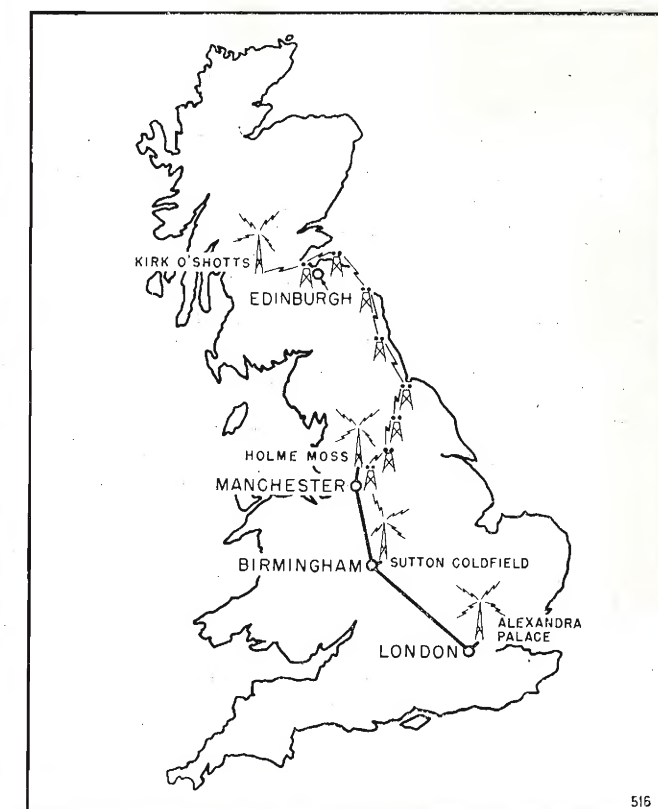 KIRK O'SHOTTS
EDINBURGH
HOLME MOSS
MANCHESTER
BIRMINGHAM
SUTTON COLDFIELD
ALEXANDRA
PALACE
LONDON
516